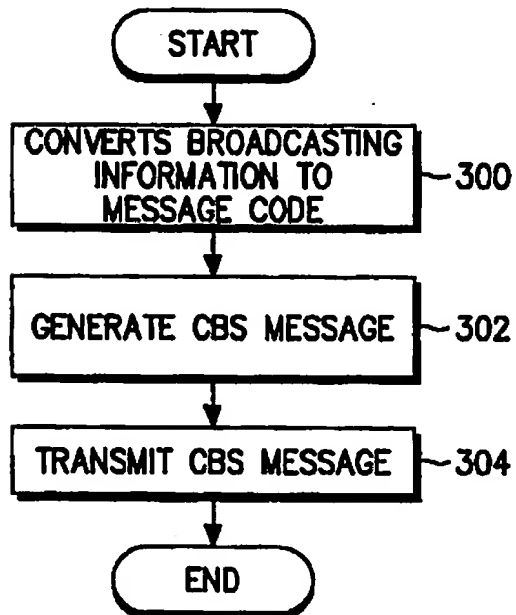 START
CONVERTS BROADCASTING
INFORMATION TO
MESSAGE CODE
300
GENERATE CBS MESSAGE
302
TRANSMIT CBS MESSAGE
304
END